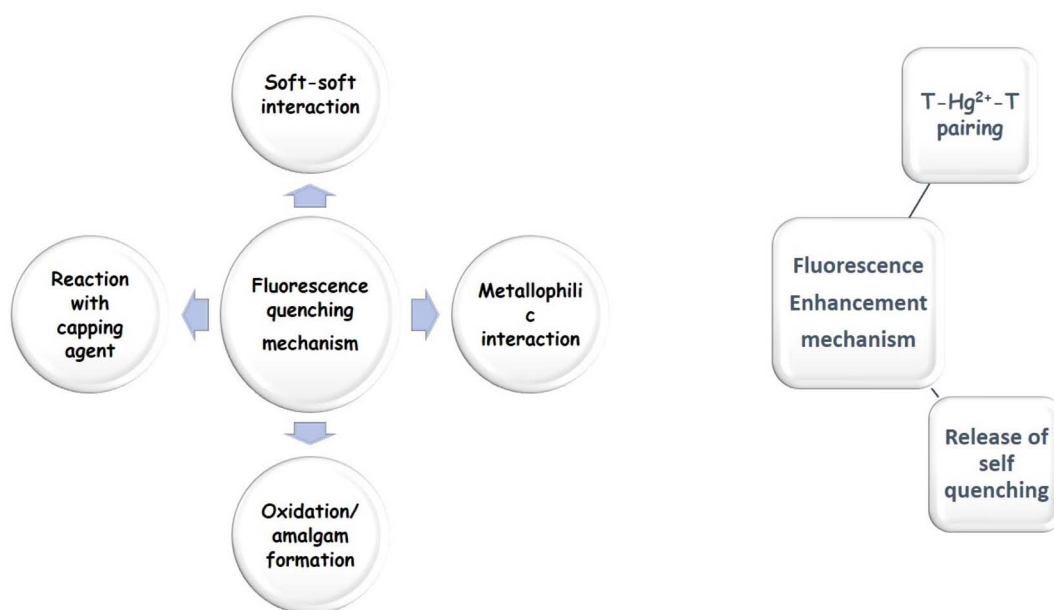 Soft-soft
interaction
Reaction
with
capping
agent
Fluorescence
quenching
mechanism
Metallophili
c
interaction
Oxidation/
amalgam
formation
T-Hg²⁺-T
pairing
Fluorescence
Enhancement
mechanism
Release of
self
quenching